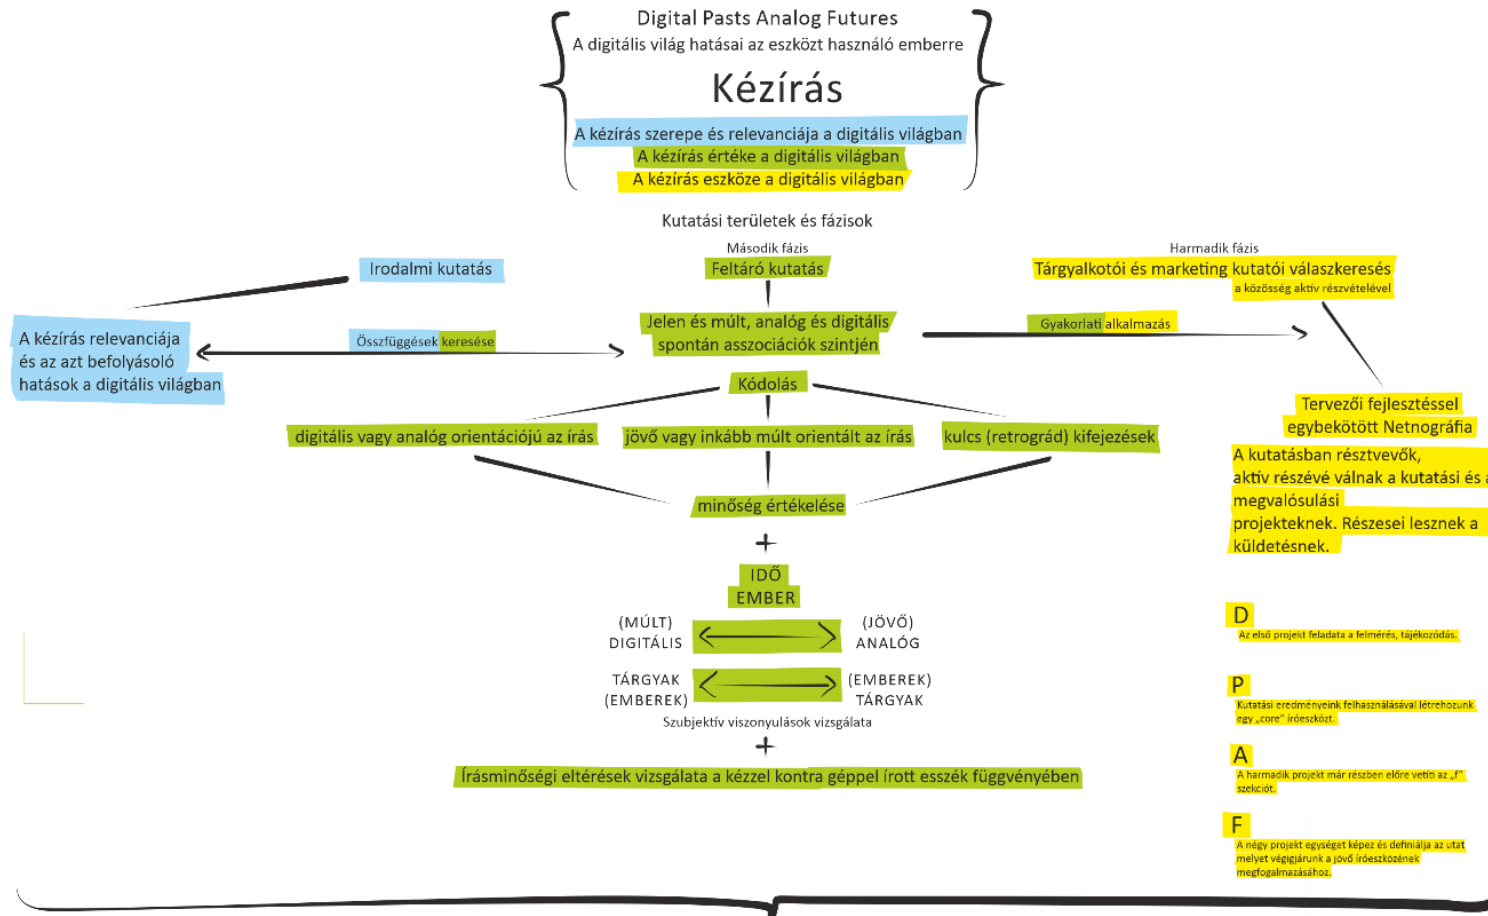 Digital Pasts Analog Futures
A digitális világ hatásai az eszközt használó emberre
Kézírás
A kézírás szerepe és relevanciája a digitális világban
A kézírás értéke a digitális világban
A kézírás eszköze a digitális világban
Kutatási területek és fázisok
Irodalmi kutatás
A kézírás relevanciája
és az azt befolyásoló
hatások a digitális világban
Összfüggések keresése
Második fázis
Feltáró kutatás
Jelen és múlt, analóg és digitális
spontán asszociációk szintjén
Kódolás
digitális vagy analóg orientációjú az írás
jövő vagy inkább múlt orientált az írás
kulcs (retrográd) kifejezések
minőség értékelése
+
IDŐ
EMBER
(MÚLT)
DIGITÁLIS
(JÖVŐ)
ANALÓG
TÁRGYAK
(EMBEREK)
(EMBEREK)
TÁRGYAK
Szubjektív viszonyulások vizsgálata
+
Írásminőségi eltérések vizsgálata a kézzel kontra géppel írott esszék függvényében
Gyakorlati alkalmazás
Harmadik fázis
Tárgyalkotói és marketing kutatói válaszkeresés
a közösség aktív részvételével
Tervezői fejlesztéssel
egybekötött Netnográfia
A kutatásban résztvevők,
aktív részévé válnak a kutatási és a
megvalósulási
projekteknek. Részesei lesznek a
küldetésnek.
D
Az első projekt feladata a felmérés, tájékozódás.
P
Kutatási eredményeink felhasználásával létrehozunk
egy „core" íróeszközt.
A
A harmadik projekt már részben előre vetíti az „f"
szekciót.
F
A négy projekt egységet képez és definiálja az utat
melyet végigjárunk a jövő íróeszközének
megfogalmazásához.